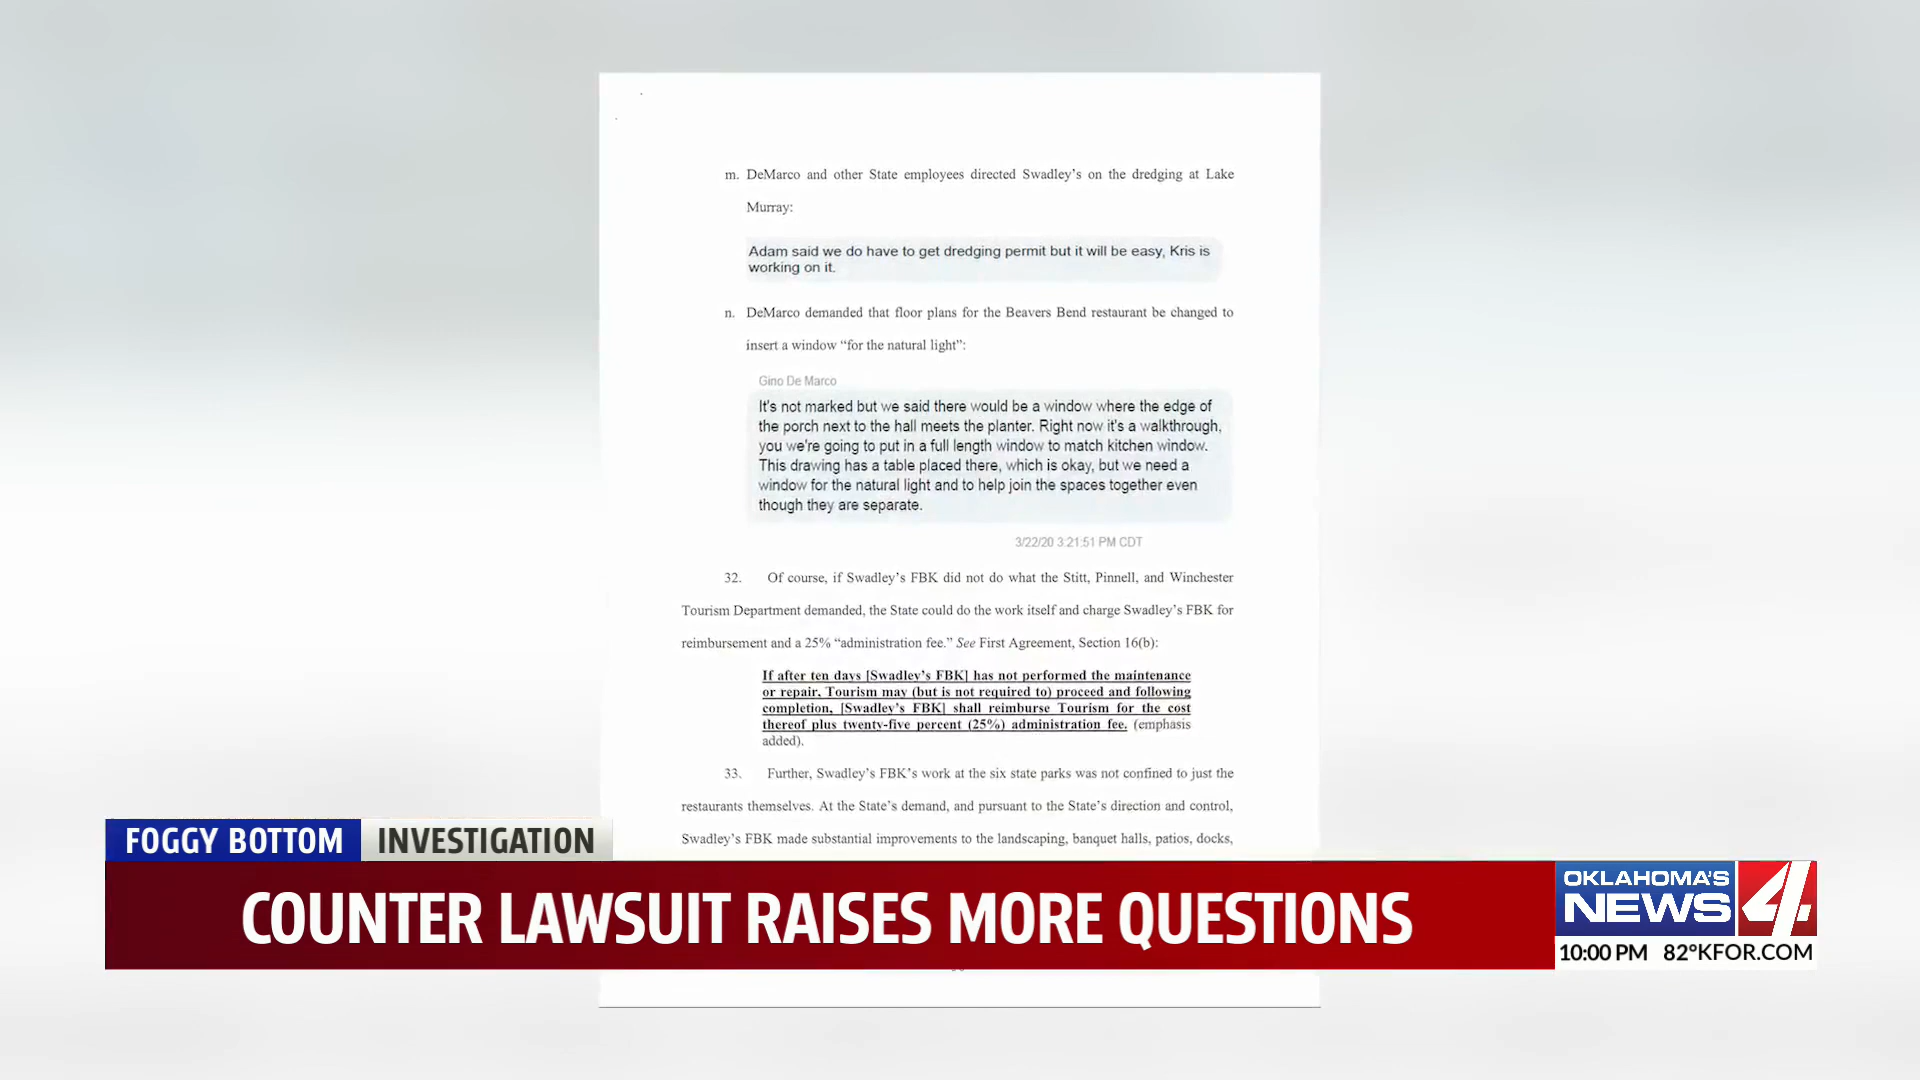 m. DeMarco and other State employees directed Swadley's on the dredging at Lake
Murray:
Adam said we do have to get dredging permit but it will be easy, Kris is
working on it.
n. DeMarco demanded that floor plans for the Beavers Bend restaurant be changed to
insert a window “for the natural light”:
Gino De Marco
It's not marked but we said there would be a window where the edge of
the porch next to the hall meets the planter. Right now it's a walkthrough,
you we're going to put in a full length window to match kitchen window.
This drawing has a table placed there, which is okay, but we need a
window for the natural light and to help join the spaces together even
though they are separate.
3/22/20 3:21:51 PM CDT
32. Of course, if Swadley's FBK did not do what the Stitt, Pinnell, and Winchester
Tourism Department demanded, the State could do the work itself and charge Swadley's FBK for
reimbursement and a 25% “administration fee.” See First Agreement, Section 16(b):
If after ten days [Swadley's FBK] has not performed the maintenance
or repair, Tourism may (but is not required to) proceed and following
completion, [Swadley's FBK] shall reimburse Tourism for the cost
thereof plus twenty-five percent (25%) administration fee. (emphasis
added).
33. Further, Swadley's FBK's work at the six state parks was not confined to just the
restaurants themselves. At the State's demand, and pursuant to the State's direction and control,
Swadley's FBK made substantial improvements to the landscaping, banquet halls, patios, docks,
FOGGY BOTTOM INVESTIGATION
COUNTER LAWSUIT RAISES MORE QUESTIONS
OKLAHOMA'S
NEWS 4
10:00 PM 82° KFOR.COM